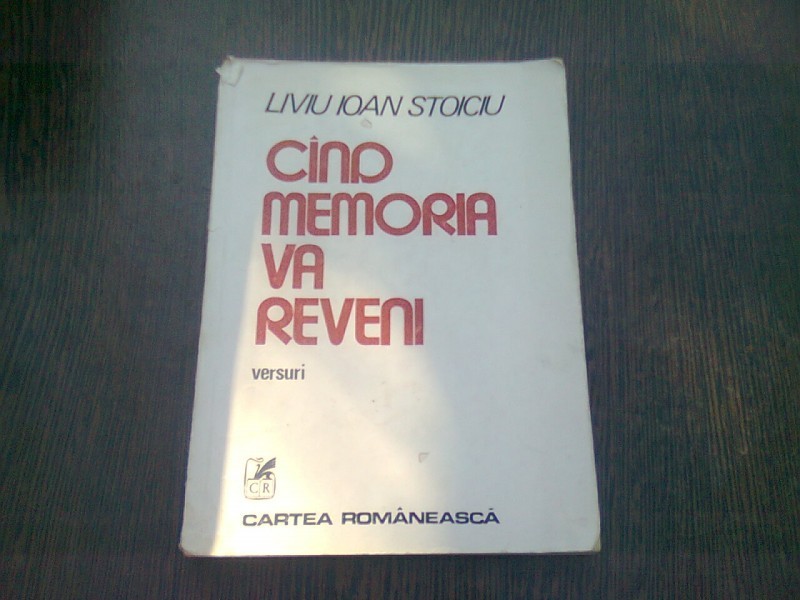 LIVIU IOAN STOICIU
CÎND
MEMORIA
VA
REVENI
versuri
CR
CARTEA ROMÂNEASCĂ